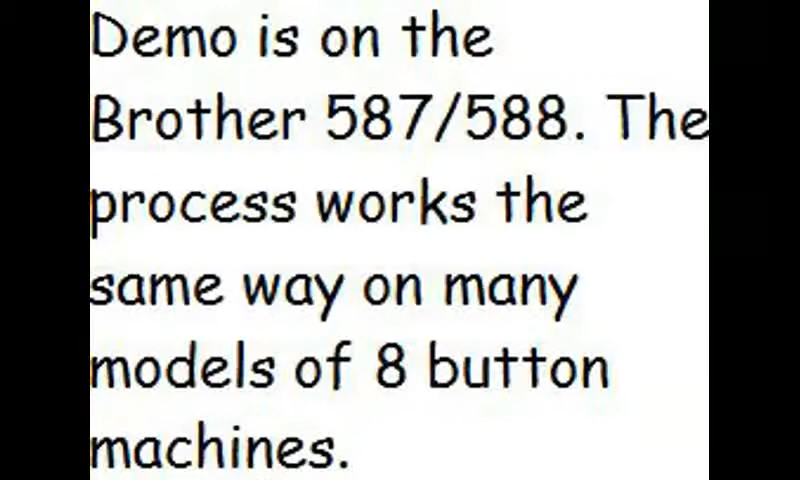 Demo is on the
Brother 587/588. The
process works the
same way on many
models of 8 button
machines.